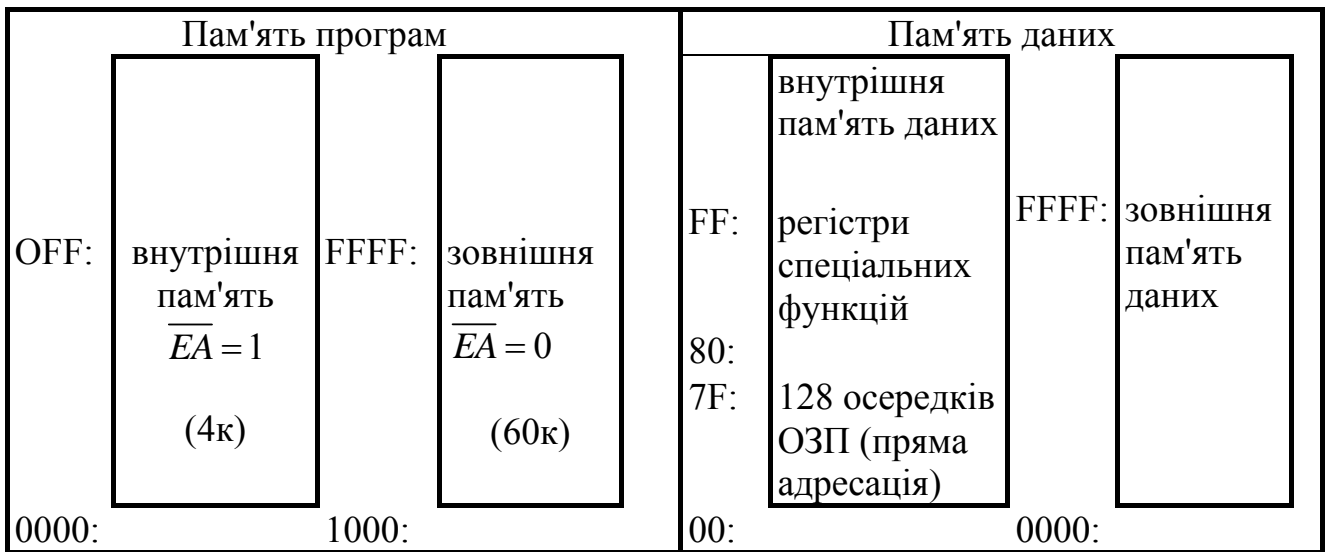 Пам'ять програм
OFF:
внутрішня
пам'ять
EA = 1
(4к)
0000:
FFFF:
зовнішня
пам'ять
EA = 0
(60к)
1000:
Пам'ять даних
FF:
80:
7F:
00:
внутрішня
пам'ять даних
регістри
спеціальних
функцій
128 осередків
ОЗП (пряма
адресація)
FFFF:
зовнішня
пам'ять
даних
0000: